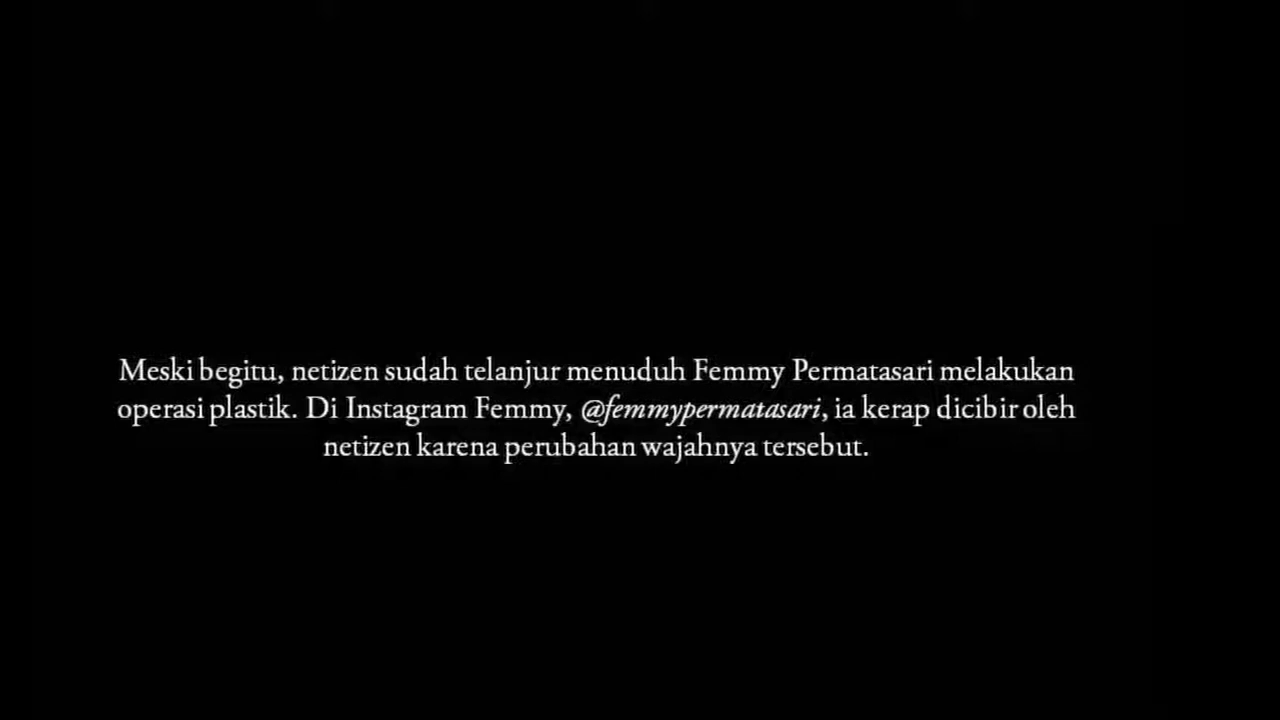 Meski begitu, netizen sudah telanjur menuduh Femmy Permatasari melakukan
operasi plastik. Di Instagram Femmy, @femmypermatasari, ia kerap dicibir oleh
netizen karena perubahan wajahnya tersebut.